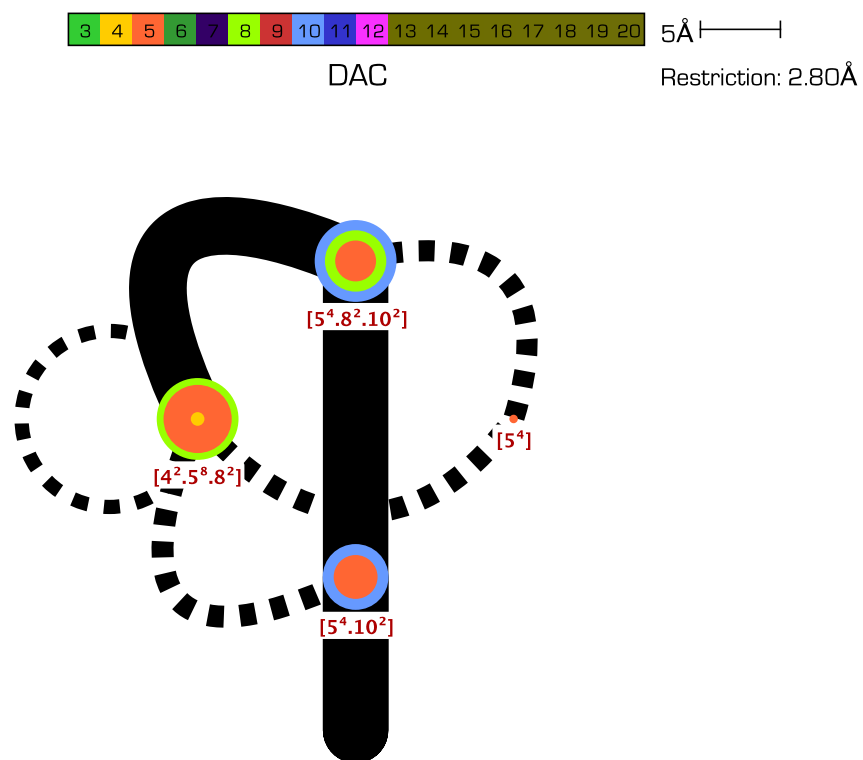 3 4 5 6 7 8 9 10 11 12 13 14 15 16 17 18 19 20
5Å
DAC
Restriction: 2.80Å
[5⁴.8².10²]
[5⁴]
[4².5⁸.8²]
[5⁴.10²]